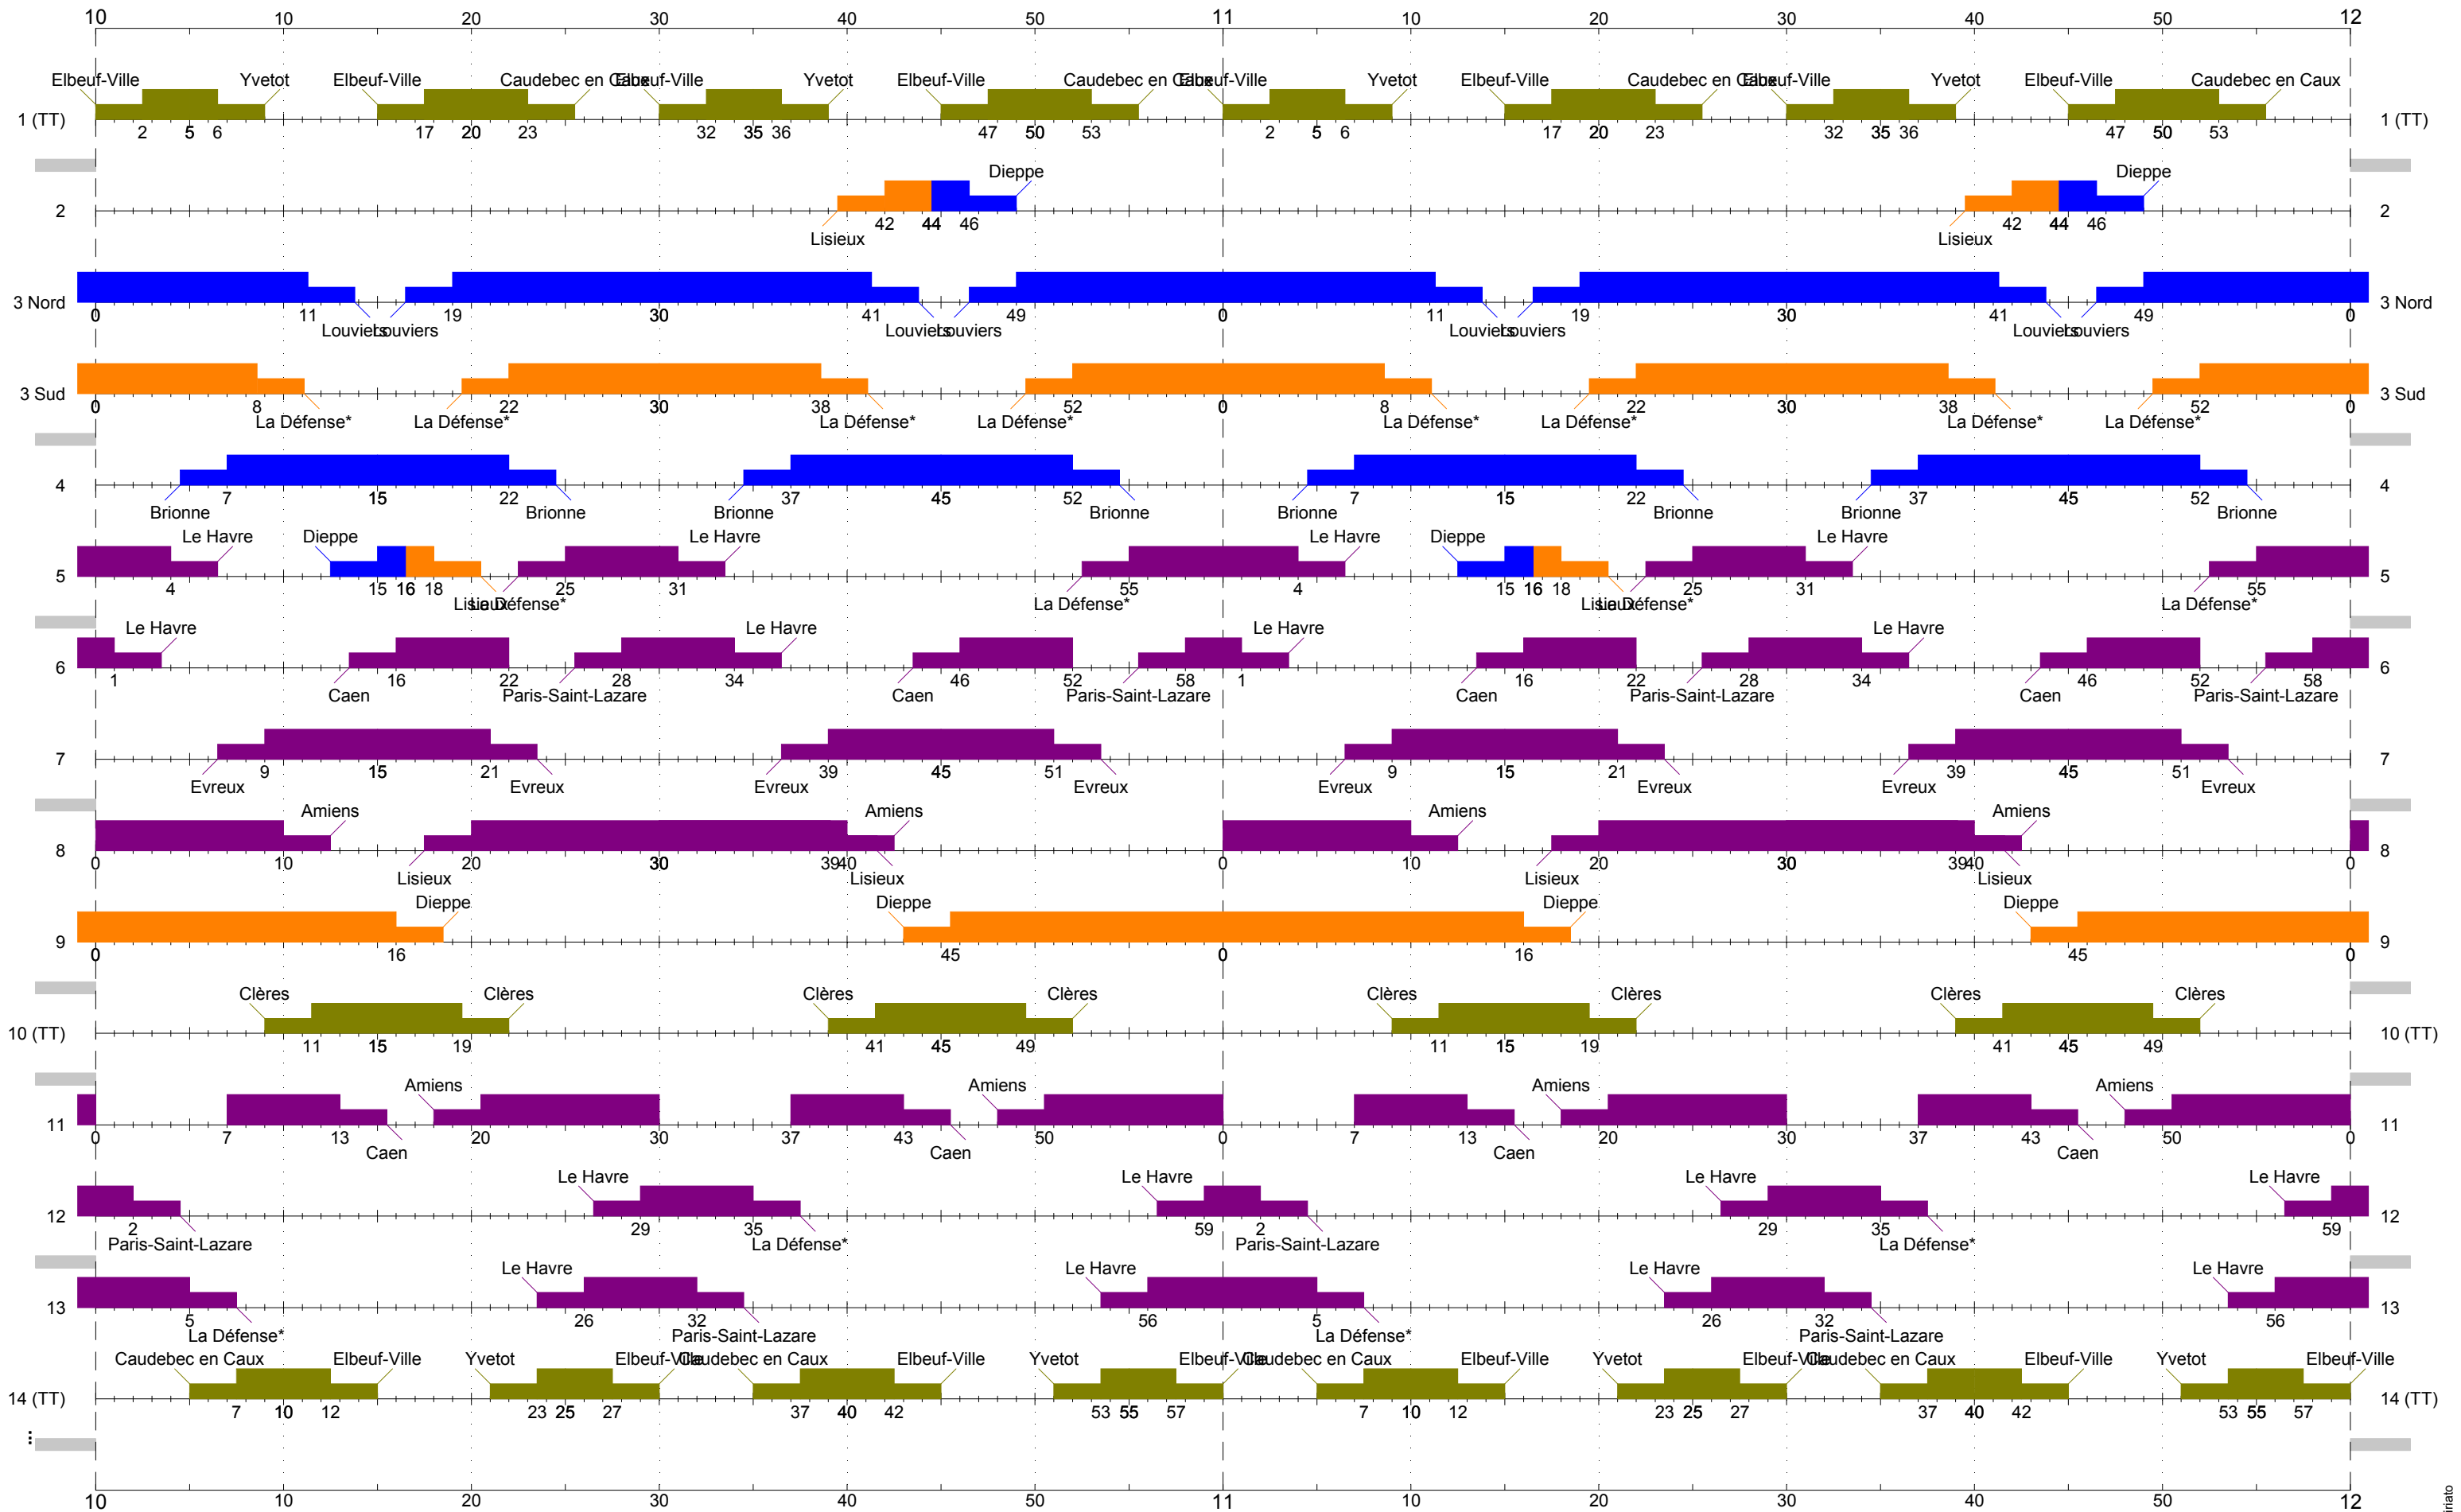 10 10 20 30 40 50 11 10 20 30 40 50 12
Elbeuf-Ville Yvetot Elbeuf-Ville Caudebec en Caux Elbeuf-Ville Yvetot Elbeuf-Ville Caudebec en Caux Elbeuf-Ville Yvetot Elbeuf-Ville Caudebec en Caux Elbeuf-Ville Yvetot Elbeuf-Ville Caudebec en Caux
1 (TT) 2 5 6 17 20 23 32 35 36 47 50 53 2 5 6 17 20 23 32 35 36 47 50 53 1 (TT)
Dieppe Dieppe
2 42 44 46 42 44 46 2
Lisieux Lisieux
3 Nord 0 11 19 30 41 49 0 11 19 30 41 49 0 3 Nord
Louviers Louviers Louviers Louviers Louviers Louviers Louviers Louviers
3 Sud 0 8 22 30 38 52 0 8 22 30 38 52 0 3 Sud
La Défense* La Défense* La Défense* La Défense* La Défense* La Défense* La Défense* La Défense*
4 7 15 22 37 45 52 7 15 22 37 45 52 4
Brionne Brionne Brionne Brionne Brionne Brionne Brionne Brionne
Le Havre Dieppe Le Havre Le Havre Dieppe Le Havre
5 4 15 16 18 25 31 55 4 15 16 18 25 31 55 5
Lisieux La Défense* La Défense* Lisieux La Défense* La Défense*
Le Havre Le Havre Le Havre Le Havre
6 1 16 22 28 34 46 52 58 1 16 22 28 34 46 52 58 6
Caen Paris-Saint-Lazare Caen Paris-Saint-Lazare Caen Paris-Saint-Lazare Caen Paris-Saint-Lazare
7 9 15 21 39 45 51 9 15 21 39 45 51 7
Evreux Evreux Evreux Evreux Evreux Evreux Evreux Evreux
Amiens Amiens Amiens Amiens
8 0 10 20 30 39 40 0 10 20 30 39 40 0 8
Lisieux Lisieux Lisieux Lisieux
Dieppe Dieppe Dieppe Dieppe
9 0 16 45 0 16 45 0 9
Clères Clères Clères Clères Clères Clères Clères Clères
10 (TT) 11 15 19 41 45 49 11 15 19 41 45 49 10 (TT)
Amiens Amiens Amiens Amiens
11 0 7 13 20 30 37 43 50 0 7 13 20 30 37 43 50 0 11
Caen Caen Caen Caen
Le Havre Le Havre Le Havre Le Havre
12 2 29 35 59 2 29 35 59 12
Paris-Saint-Lazare La Défense* Paris-Saint-Lazare La Défense*
Le Havre Le Havre Le Havre Le Havre
13 5 26 32 56 5 26 32 56 13
La Défense* Paris-Saint-Lazare La Défense* Paris-Saint-Lazare
Caudebec en Caux Elbeuf-Ville Yvetot Elbeuf-Ville Caudebec en Caux Elbeuf-Ville Yvetot Elbeuf-Ville Caudebec en Caux Elbeuf-Ville Yvetot Elbeuf-Ville Caudebec en Caux Elbeuf-Ville Yvetot Elbeuf-Ville
14 (TT) 7 10 12 23 25 27 37 40 42 53 55 57 7 10 12 23 25 27 37 40 42 53 55 57 14 (TT)
...
10 10 20 30 40 50 11 10 20 30 40 50 12